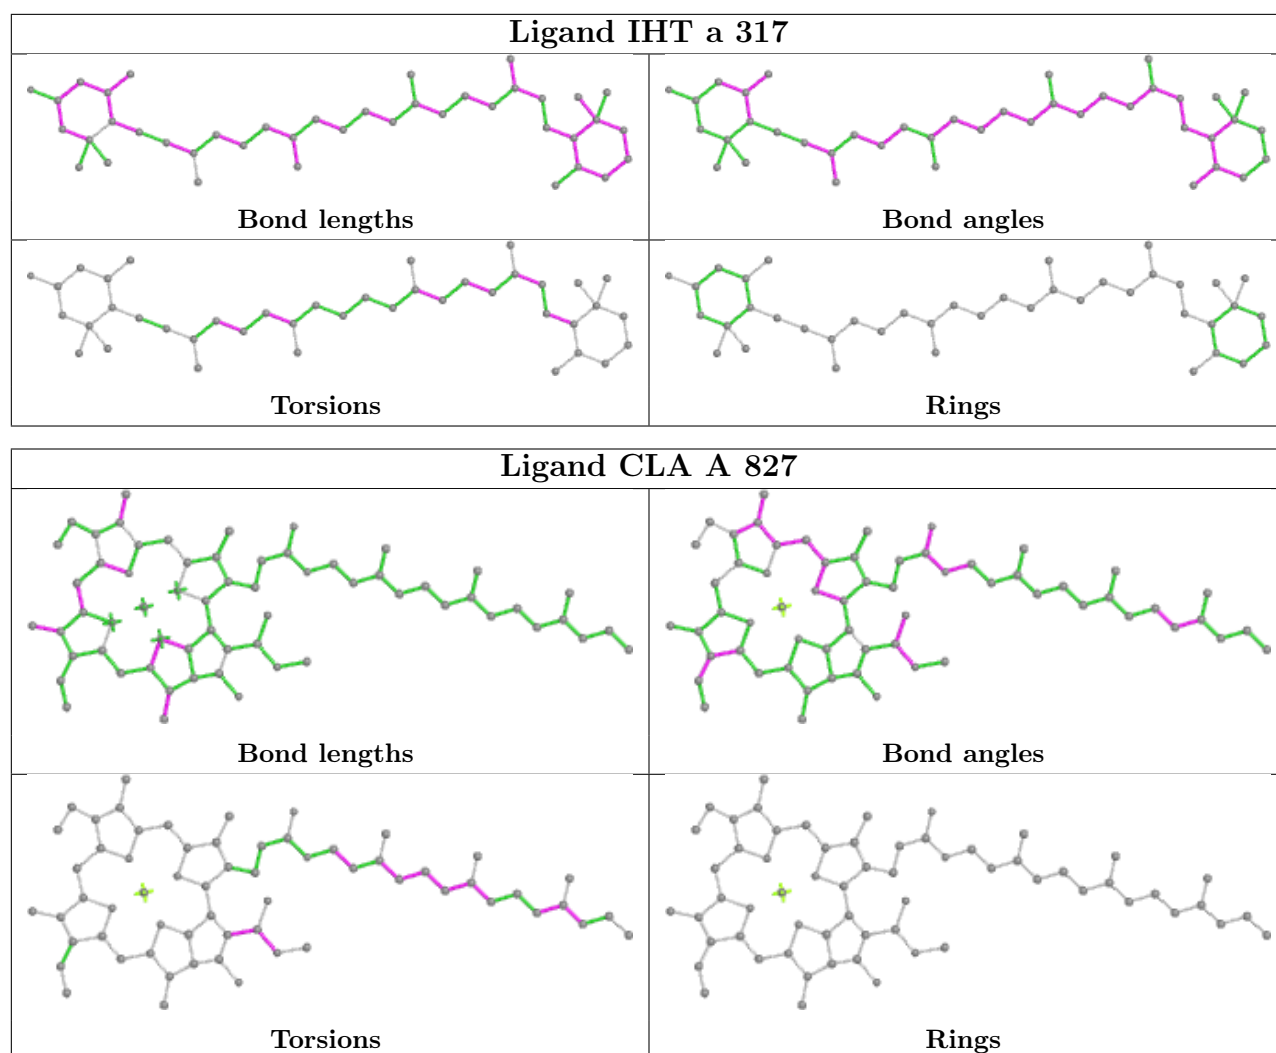 Ligand IHT a 317
Bond lengths
Bond angles
Torsions
Rings
Ligand CLA A 827
Bond lengths
Bond angles
Torsions
Rings